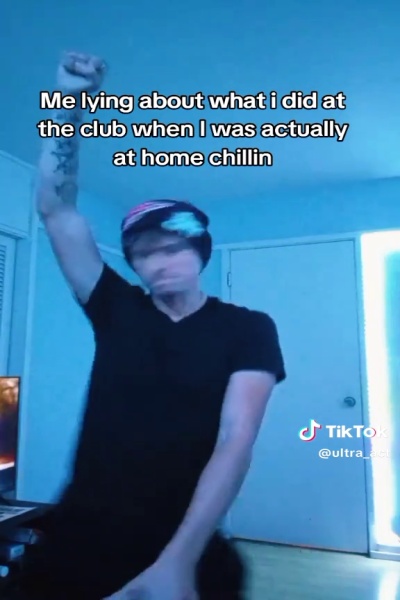 Me lying about what i did at
the club when I was actually
at home chillin
TikTok